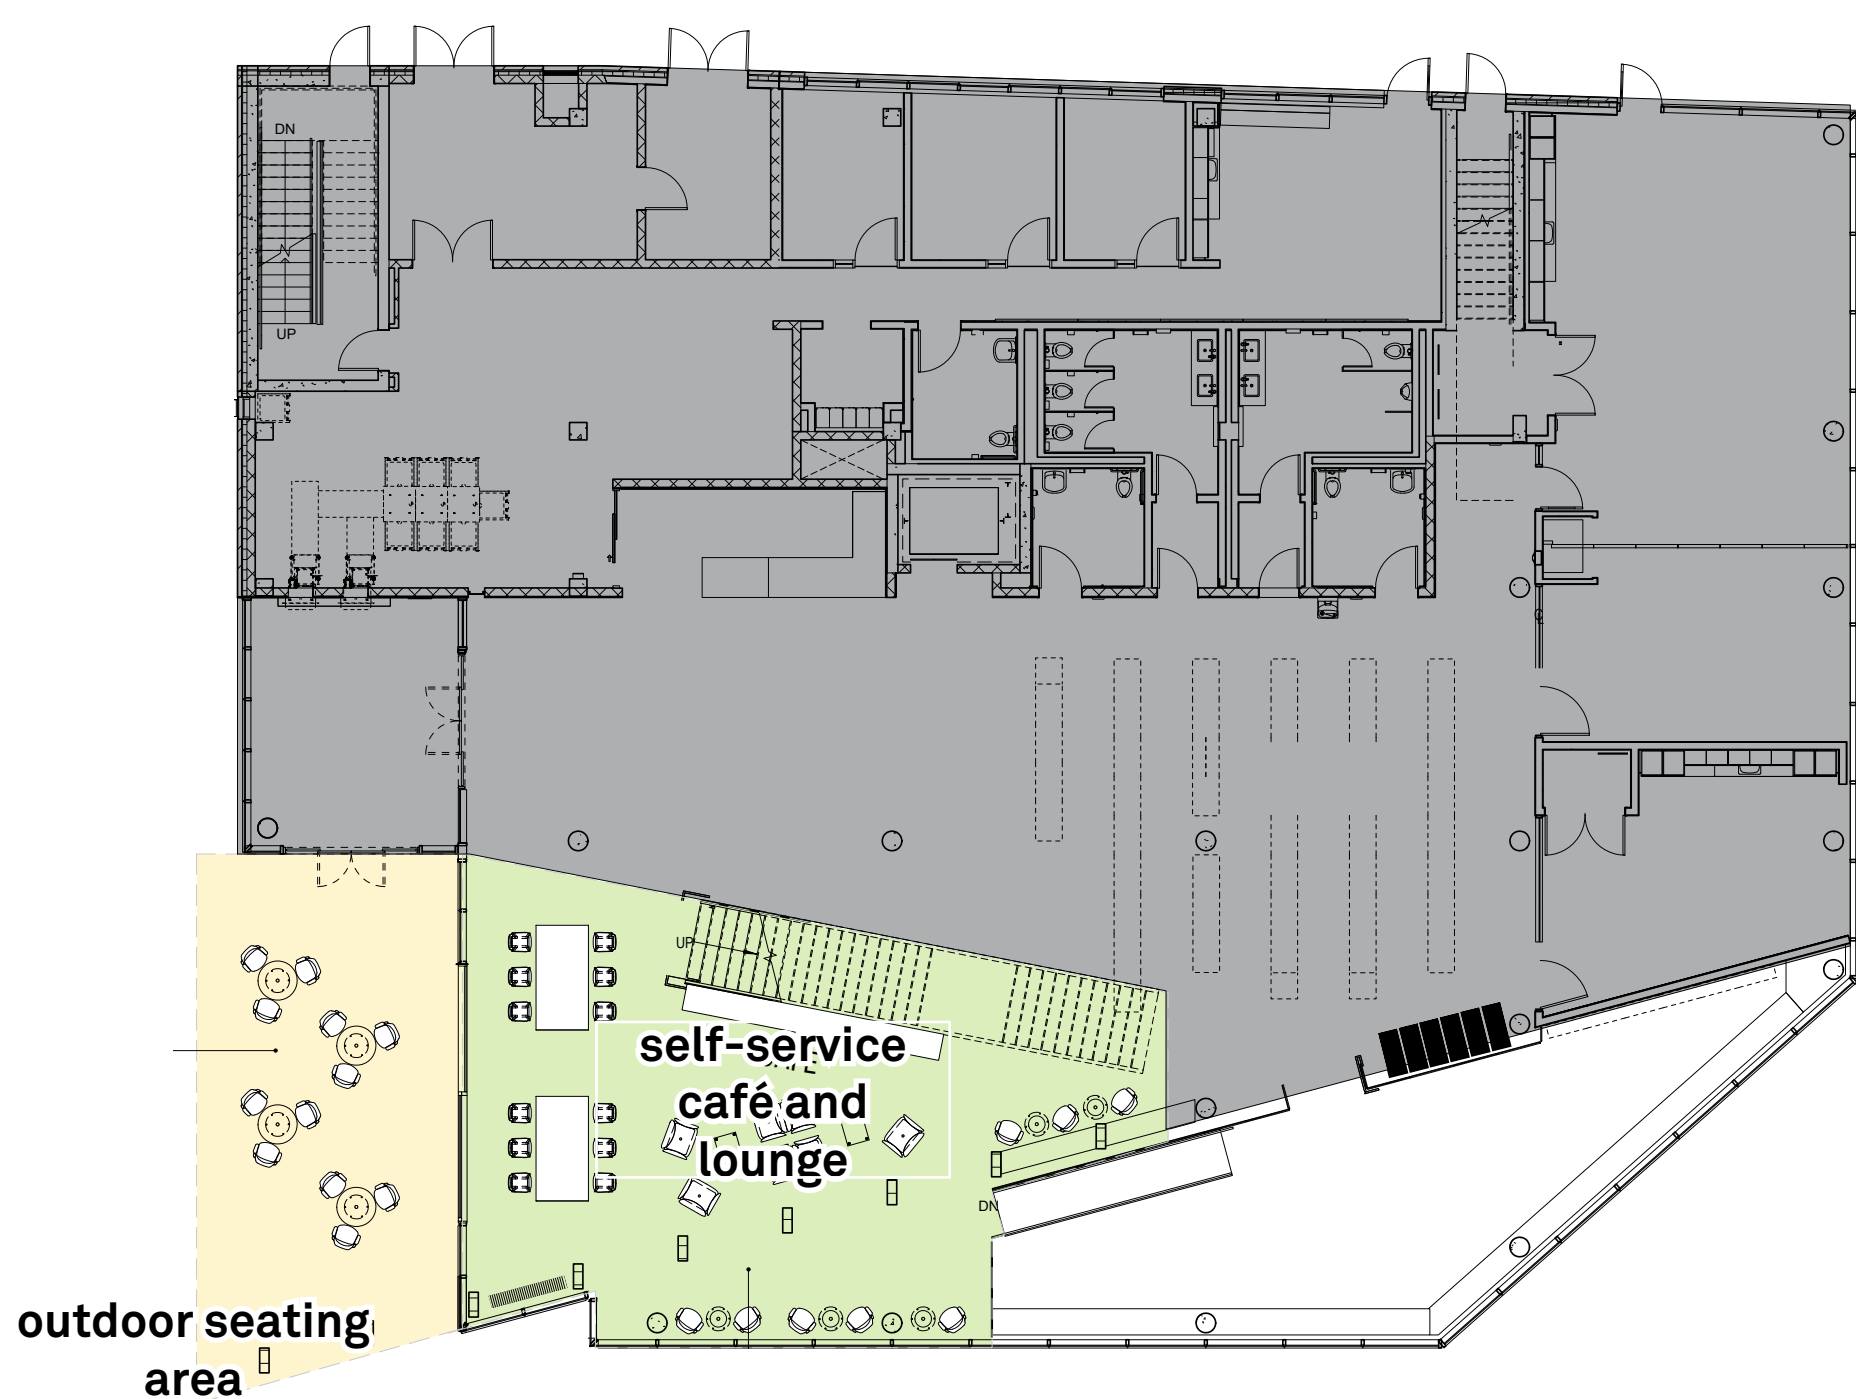 DN
UP
UP
self-service
café and
lounge
DN
outdoor seating
area